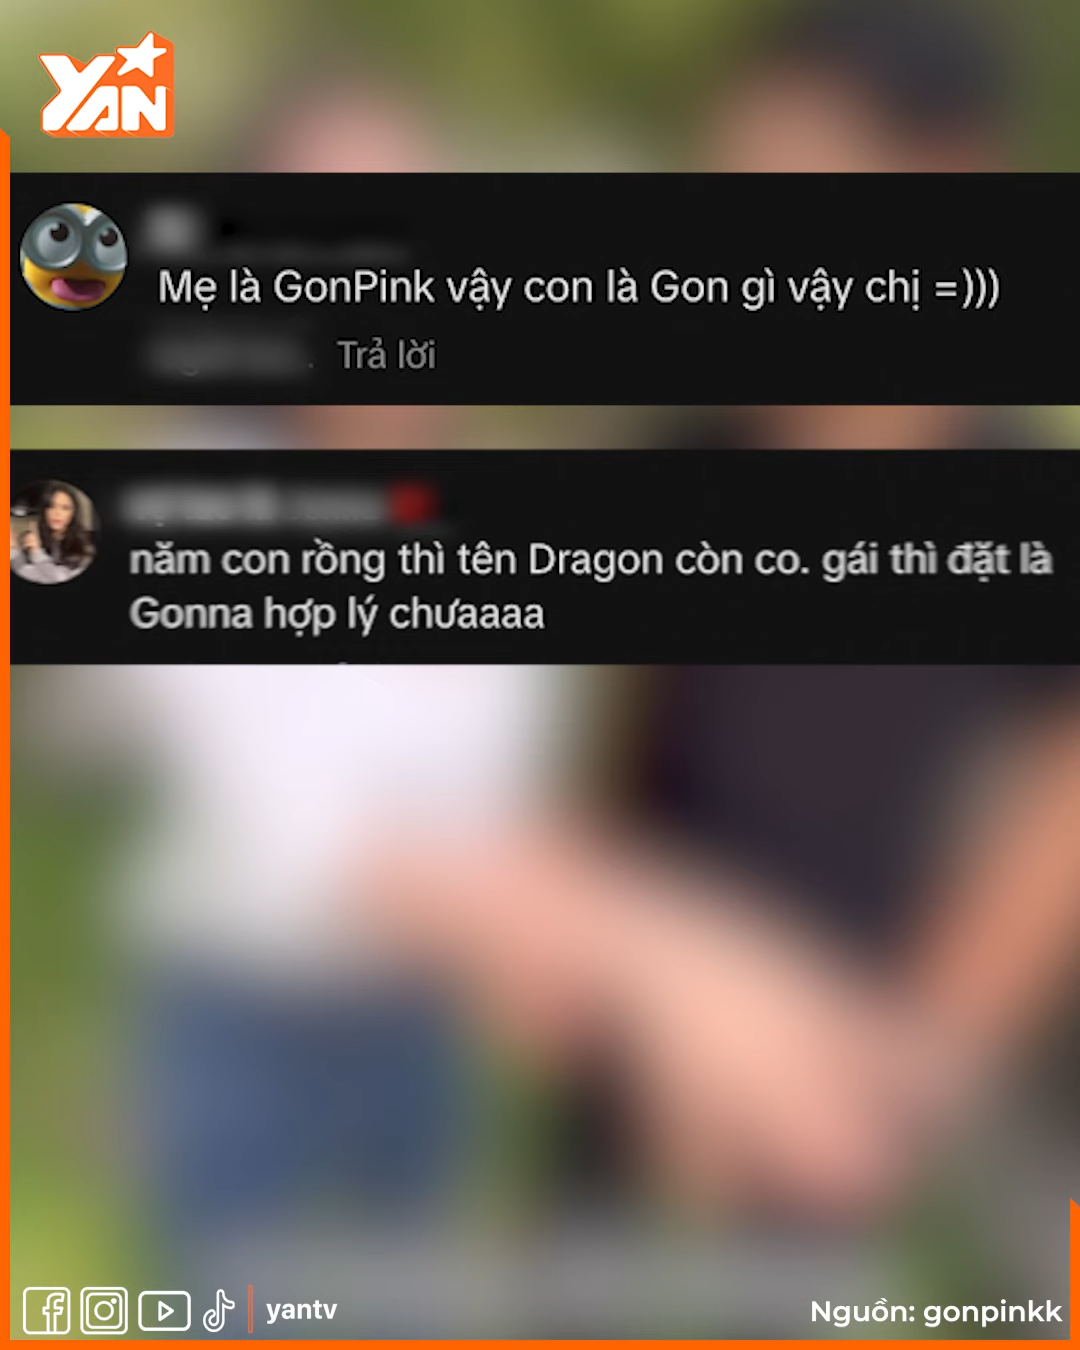 YAN
Mẹ là GonPink vậy con là Gon gì vậy chị =)))
Trả lời
năm con rồng thì tên Dragon còn co. gái thì đặt là
Gonna hợp lý chưaaaa
yantv
Nguồn: gonpinkk